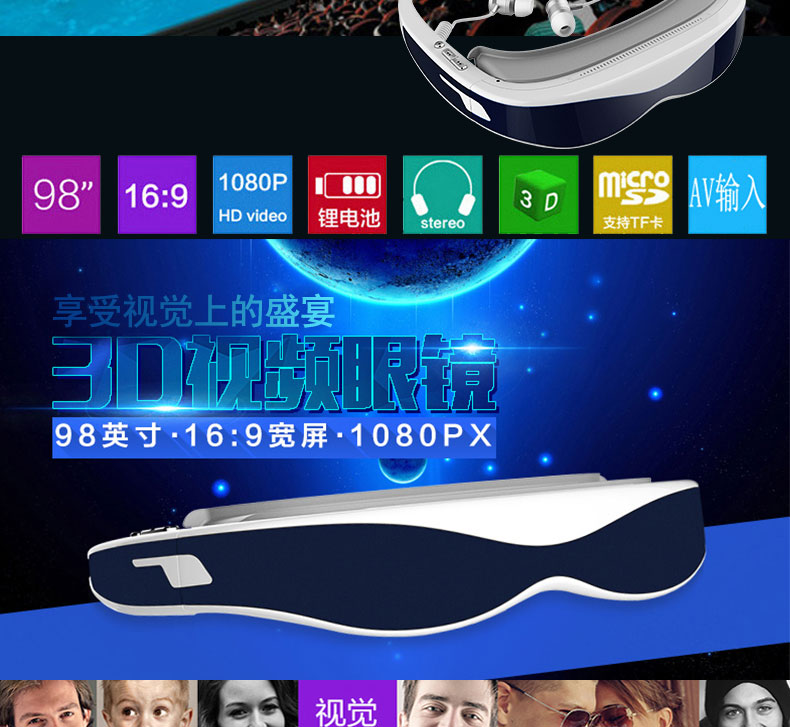 98”
16:9
1080P
HD video
锂电池
stereo
3D
micro
SD
支持TF卡
AV输入
享受视觉上的盛宴
3D视频眼镜
98英寸·16:9宽屏·1080PX
视觉